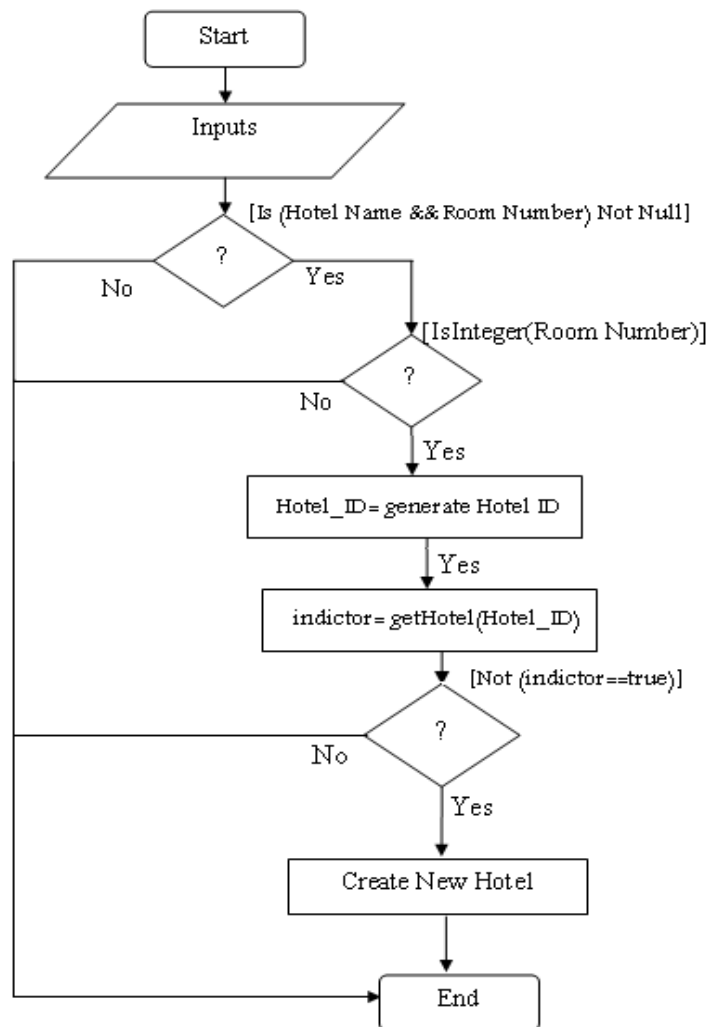 Start
Inputs
[Is (Hotel Name &&Room Number) Not Null]
?
No
Yes
[IsInteger(Room Number)]
?
No
Yes
Hotel_ID= generate Hotel ID
Yes
indictor= getHotel(Hotel_ID)
[Not (indictor==true)]
?
No
Yes
Create New Hotel
End